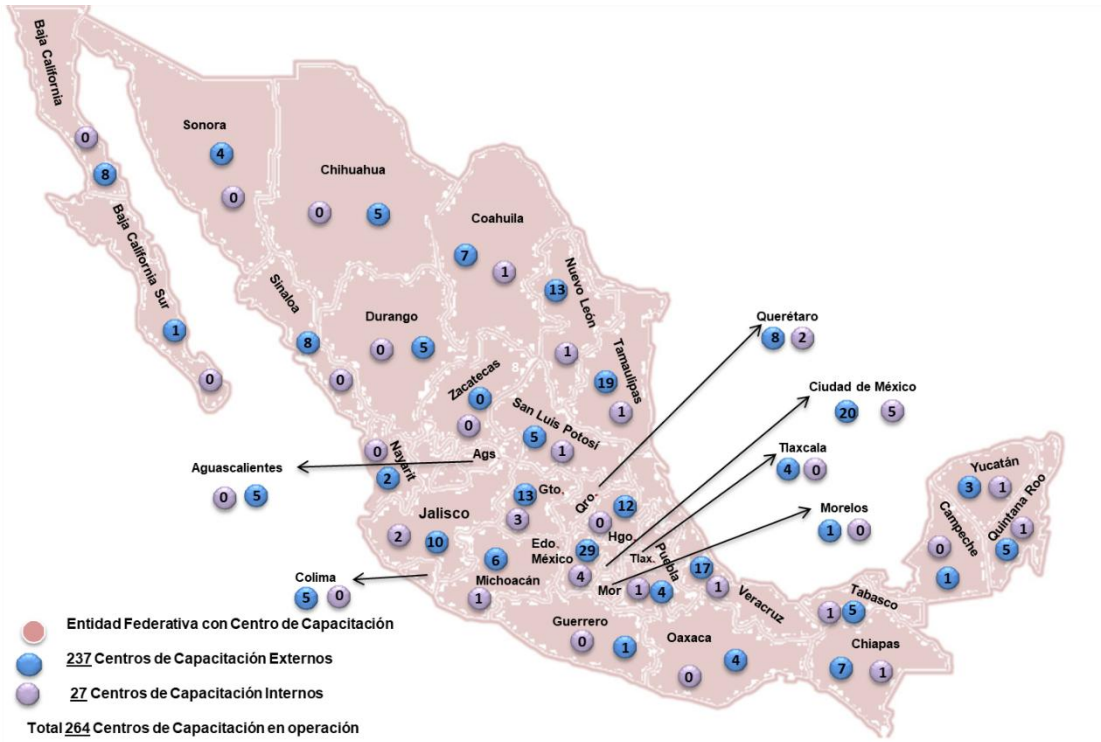 Baja California
0
8
Sonora
4
0
Chihuahua
0
5
Coahuila
7
1
Nuevo León
13
1
Baja California Sur
1
0
Sinaloa
8
0
Durango
0
5
Zacatecas
0
0
Tamaulipas
19
1
San Luis Potosí
5
1
Querétaro
8 2
Ciudad de México
20 5
Tlaxcala
4 0
Morelos
1 0
Nayarit
0
2
Ags
Aguascalientes
0 5
Gto.
13
3
Qro.
12
0
Hgo.
Jalisco
2 10
Edo.
México
29
4
Tlax.
Puebla
1 4
Mor
Michoacán
6
1
Colima
5 0
Veracruz
17
1
Guerrero
0 1
Oaxaca
4
0
Tabasco
1 5
Chiapas
7 1
Campeche
0
1
Yucatán
3 1
Quintana Roo
1
5
Entidad Federativa con Centro de Capacitación
237 Centros de Capacitación Externos
27 Centros de Capacitación Internos
Total 264 Centros de Capacitación en operación